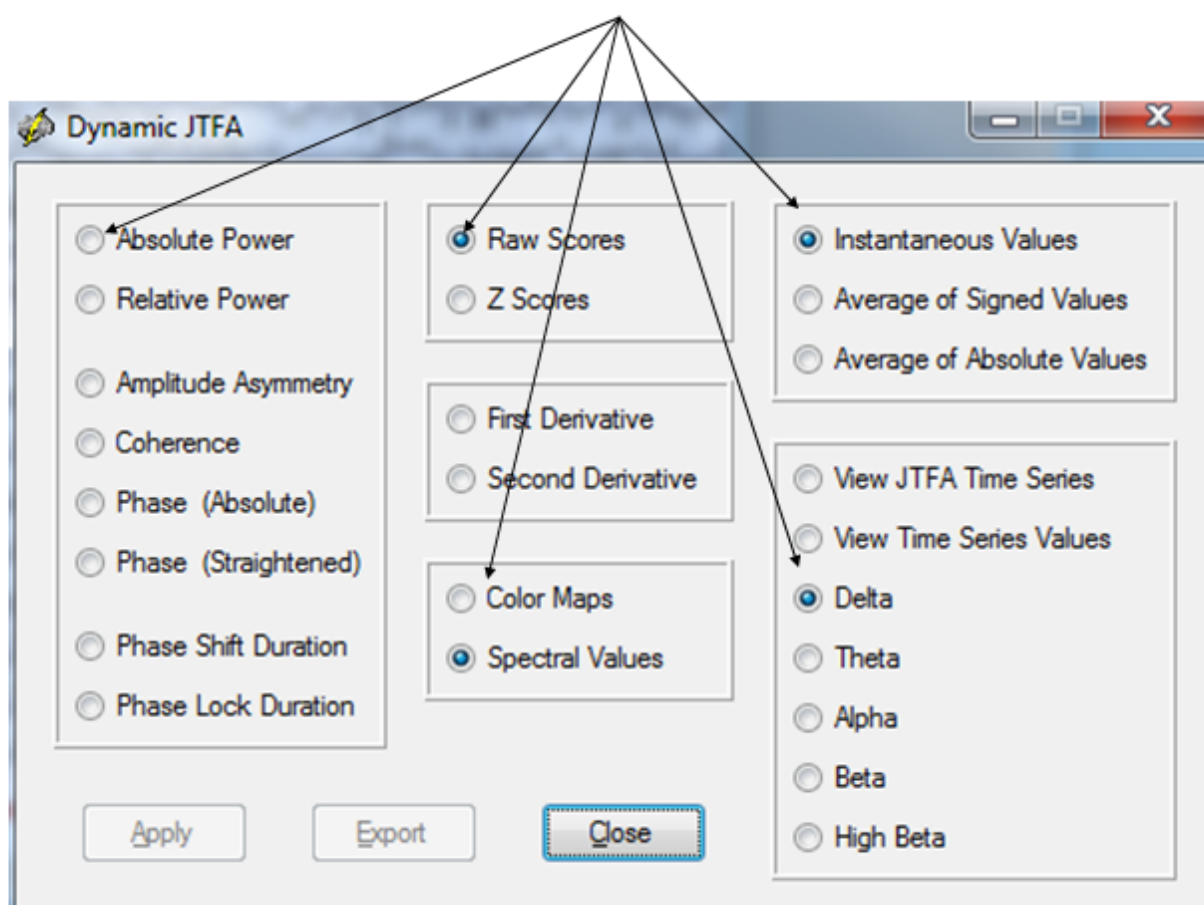 Dynamic JTFA
Absolute Power
Relative Power
Amplitude Asymmetry
Coherence
Phase (Absolute)
Phase (Straightened)
Phase Shift Duration
Phase Lock Duration
Raw Scores
Z Scores
First Derivative
Second Derivative
Color Maps
Spectral Values
Instantaneous Values
Average of Signed Values
Average of Absolute Values
View JTFA Time Series
View Time Series Values
Delta
Theta
Alpha
Beta
High Beta
Apply
Export
Close